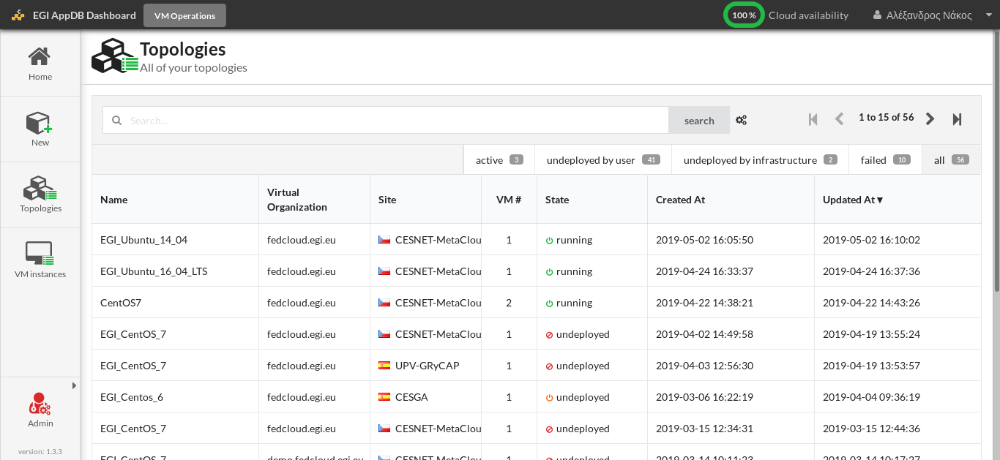 EGI AppDB Dashboard VM Operations 100 % Cloud availability Αλέξανδρος Νάκος
Home
New
Topologies
VM instances
Admin
version: 1.3.3
Topologies
All of your topologies
Search... search 1 to 15 of 56
active 3 undeployed by user 41 undeployed by infrastructure 2 failed 10 all 56
Name Virtual Organization Site VM # State Created At Updated At ▼
EGI_Ubuntu_14_04 fedcloud.egi.eu CESNET-MetaClou 1 running 2019-05-02 16:05:50 2019-05-02 16:10:02
EGI_Ubuntu_16_04_LTS fedcloud.egi.eu CESNET-MetaClou 1 running 2019-04-24 16:33:37 2019-04-24 16:37:36
CentOS7 fedcloud.egi.eu CESNET-MetaClou 2 running 2019-04-22 14:38:21 2019-04-22 14:43:26
EGI_CentOS_7 fedcloud.egi.eu CESNET-MetaClou 1 undeployed 2019-04-02 14:49:58 2019-04-19 13:55:24
EGI_CentOS_7 fedcloud.egi.eu UPV-GRyCAP 1 undeployed 2019-04-03 12:56:30 2019-04-19 13:53:57
EGI_Centos_6 fedcloud.egi.eu CESGA 1 undeployed 2019-03-06 16:22:19 2019-04-04 09:36:19
EGI_CentOS_7 fedcloud.egi.eu CESNET-MetaClou 1 undeployed 2019-03-15 12:34:31 2019-03-15 12:44:36
EGI_CentOS_7 demo.fedcloud.egi.eu CESNET-MetaClou 1 undeployed 2019-03-14 10:11:23 2019-03-14 10:17:27